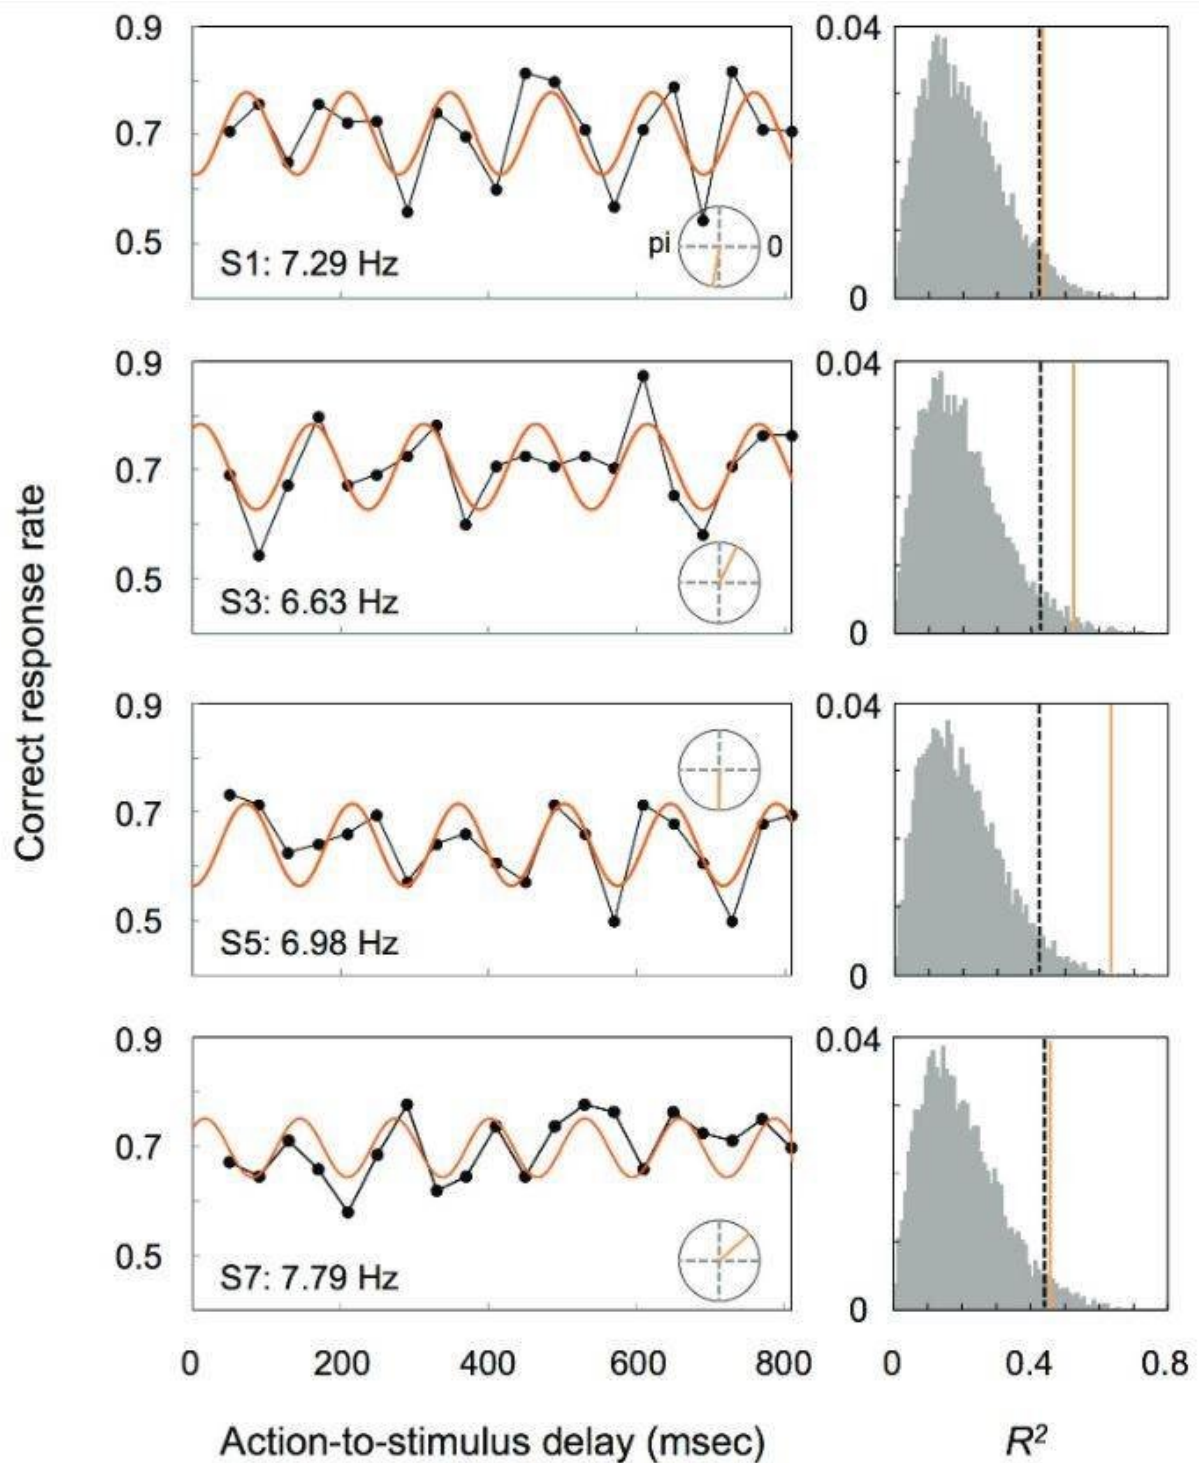 0.9
0.7
0.5
S1: 7.29 Hz
pi
0
0.04
0
0.9
0.7
0.5
S3: 6.63 Hz
0.04
0
Correct response rate
0.9
0.7
0.5
S5: 6.98 Hz
0.04
0
0.9
0.7
0.5
S7: 7.79 Hz
0.04
0
0 200 400 600 800
0 0.4 0.8
Action-to-stimulus delay (msec)
R²